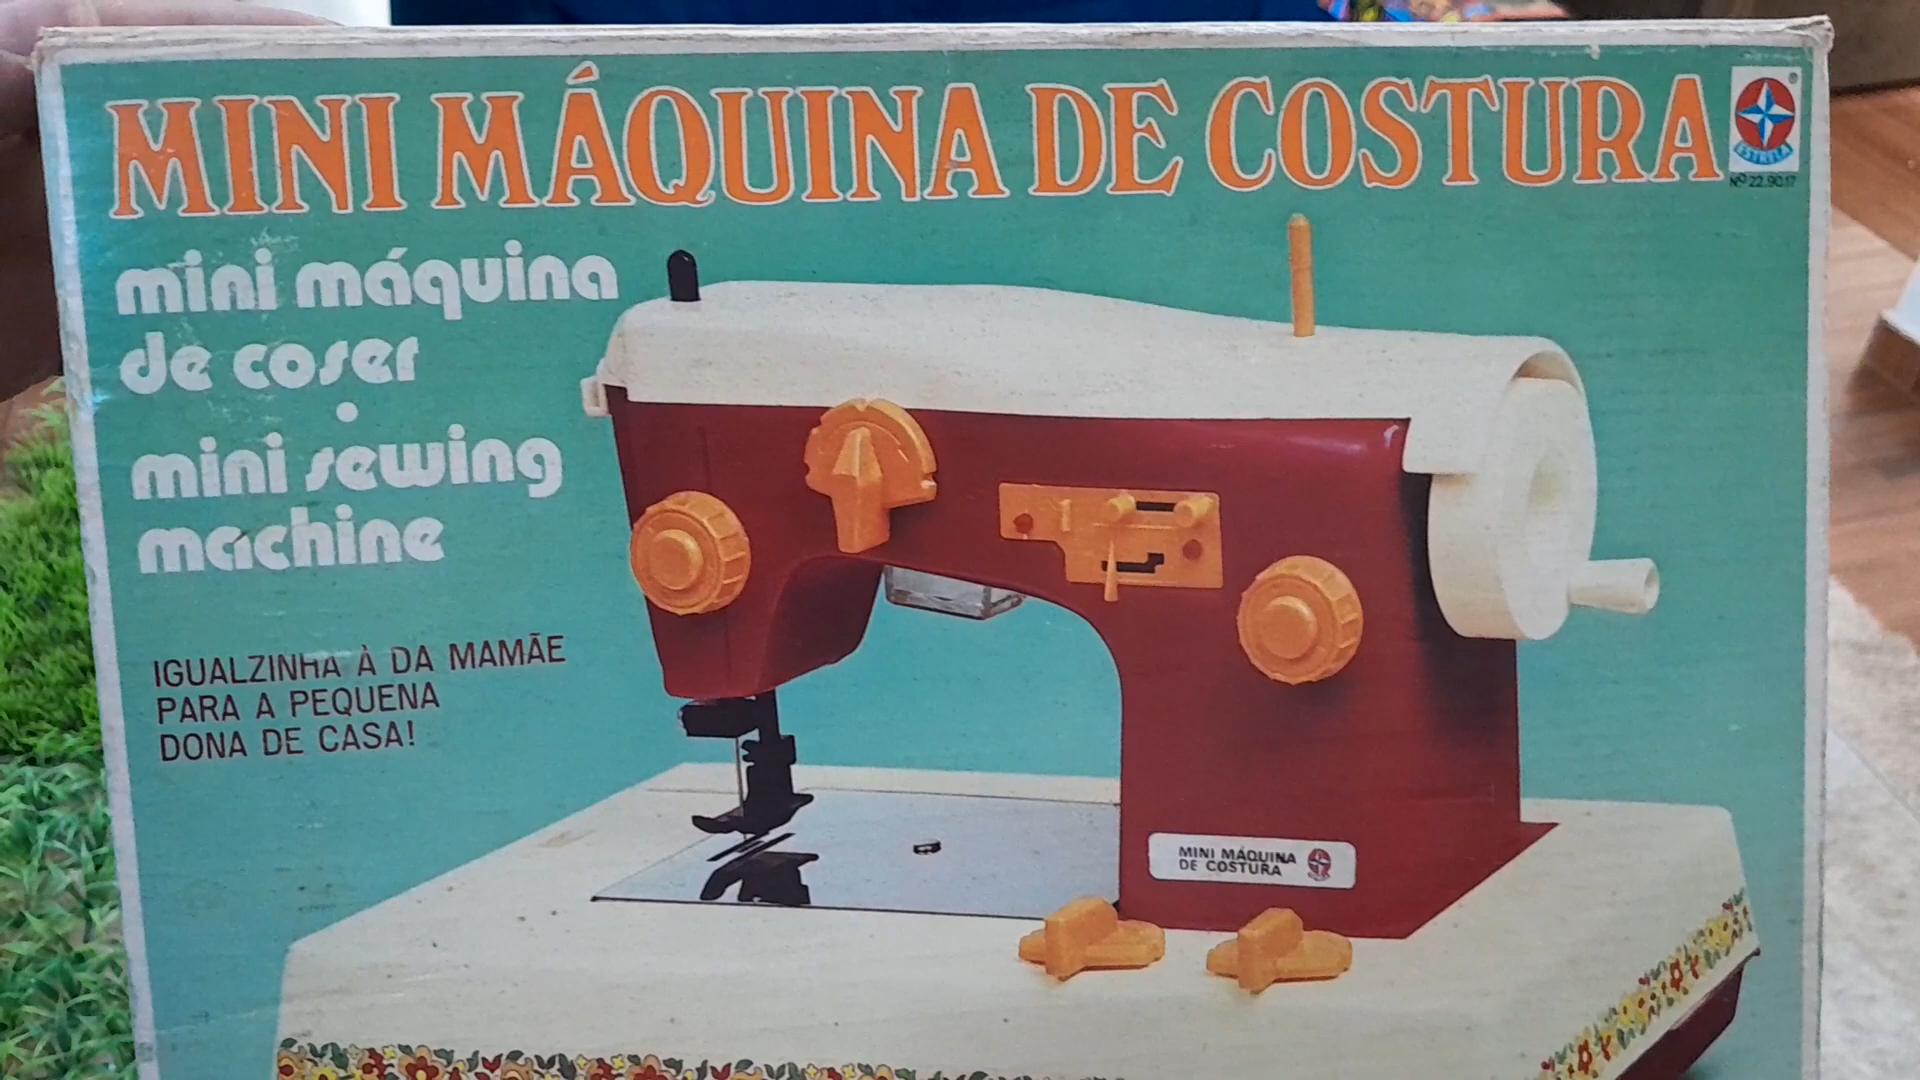 MINI MÁQUINA DE COSTURA
ESTRELA
Nº 22.90.17
mini máquina
de coser
•
mini sewing
machine
IGUALZINHA À DA MAMÃE
PARA A PEQUENA
DONA DE CASA!
MINI MÁQUINA
DE COSTURA